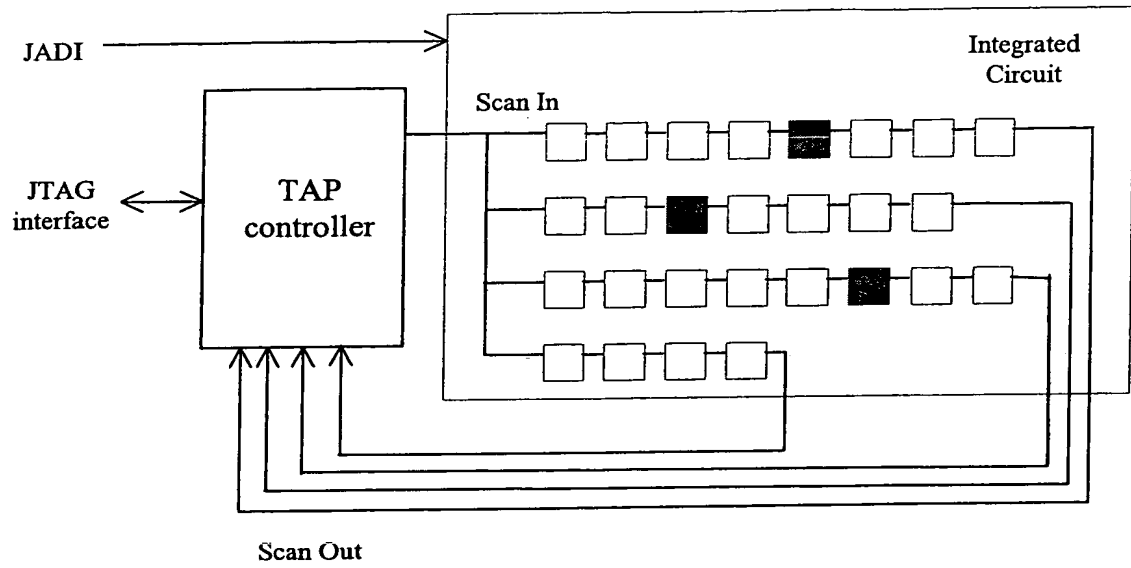 JADI
Integrated
Circuit
Scan In
JTAG
interface
TAP
controller
Scan Out